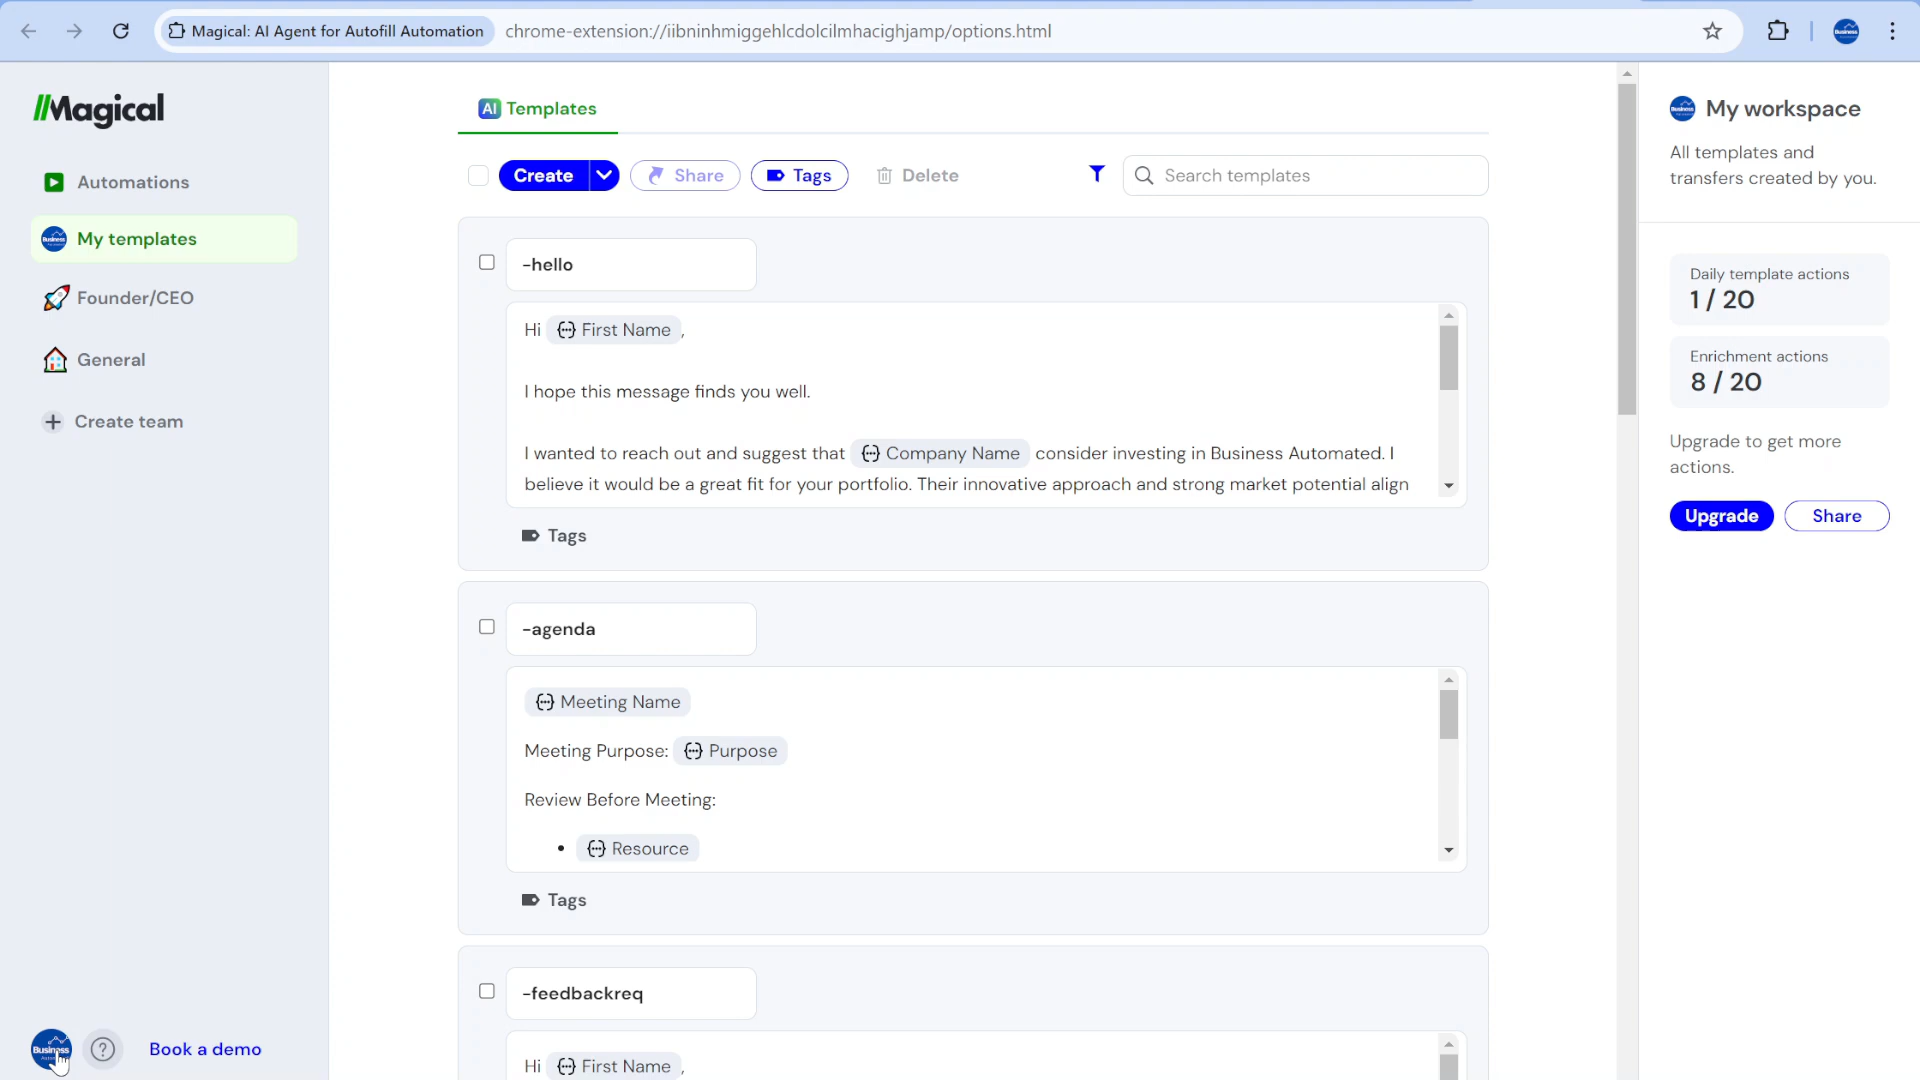 Magical: AI Agent for Autofill Automation
chrome-extension://iibninhmiggehlcdolcilmhacighjamp/options.html
Magical
Automations
My templates
Founder/CEO
General
Create team
Book a demo
AI Templates
Create
Share
Tags
Delete
Search templates
-hello
Hi {··} First Name ,
I hope this message finds you well.
I wanted to reach out and suggest that {··} Company Name consider investing in Business Automated. I
believe it would be a great fit for your portfolio. Their innovative approach and strong market potential align
Tags
-agenda
{··} Meeting Name
Meeting Purpose: {··} Purpose
Review Before Meeting:
• {··} Resource
Tags
-feedbackreq
Hi {··} First Name ,
My workspace
All templates and
transfers created by you.
Daily template actions
1 / 20
Enrichment actions
8 / 20
Upgrade to get more
actions.
Upgrade
Share